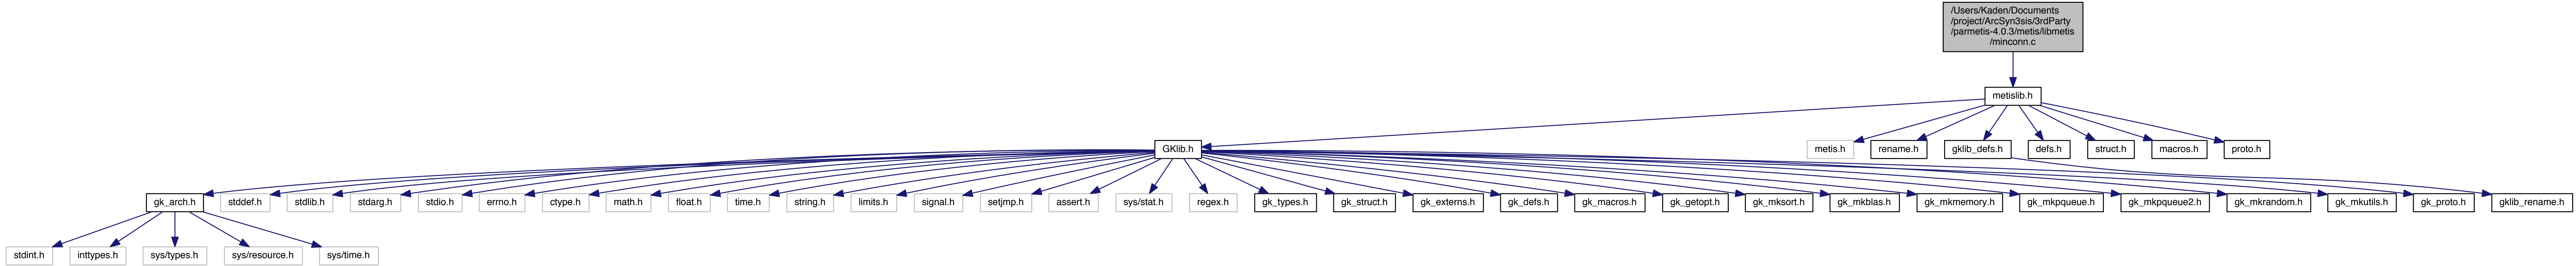 /Users/Kaden/Documents
/project/ArcSyn3sis/3rdParty
/parmetis-4.0.3/metis/libmetis
/minconn.c
metislib.h
GKlib.h
metis.h
rename.h
gklib_defs.h
defs.h
struct.h
macros.h
proto.h
gk_arch.h
stddef.h
stdlib.h
stdarg.h
stdio.h
errno.h
ctype.h
math.h
float.h
time.h
string.h
limits.h
signal.h
setjmp.h
assert.h
sys/stat.h
regex.h
gk_types.h
gk_struct.h
gk_externs.h
gk_defs.h
gk_macros.h
gk_getopt.h
gk_mksort.h
gk_mkblas.h
gk_mkmemory.h
gk_mkpqueue.h
gk_mkpqueue2.h
gk_mkrandom.h
gk_mkutils.h
gk_proto.h
gklib_rename.h
stdint.h
inttypes.h
sys/types.h
sys/resource.h
sys/time.h